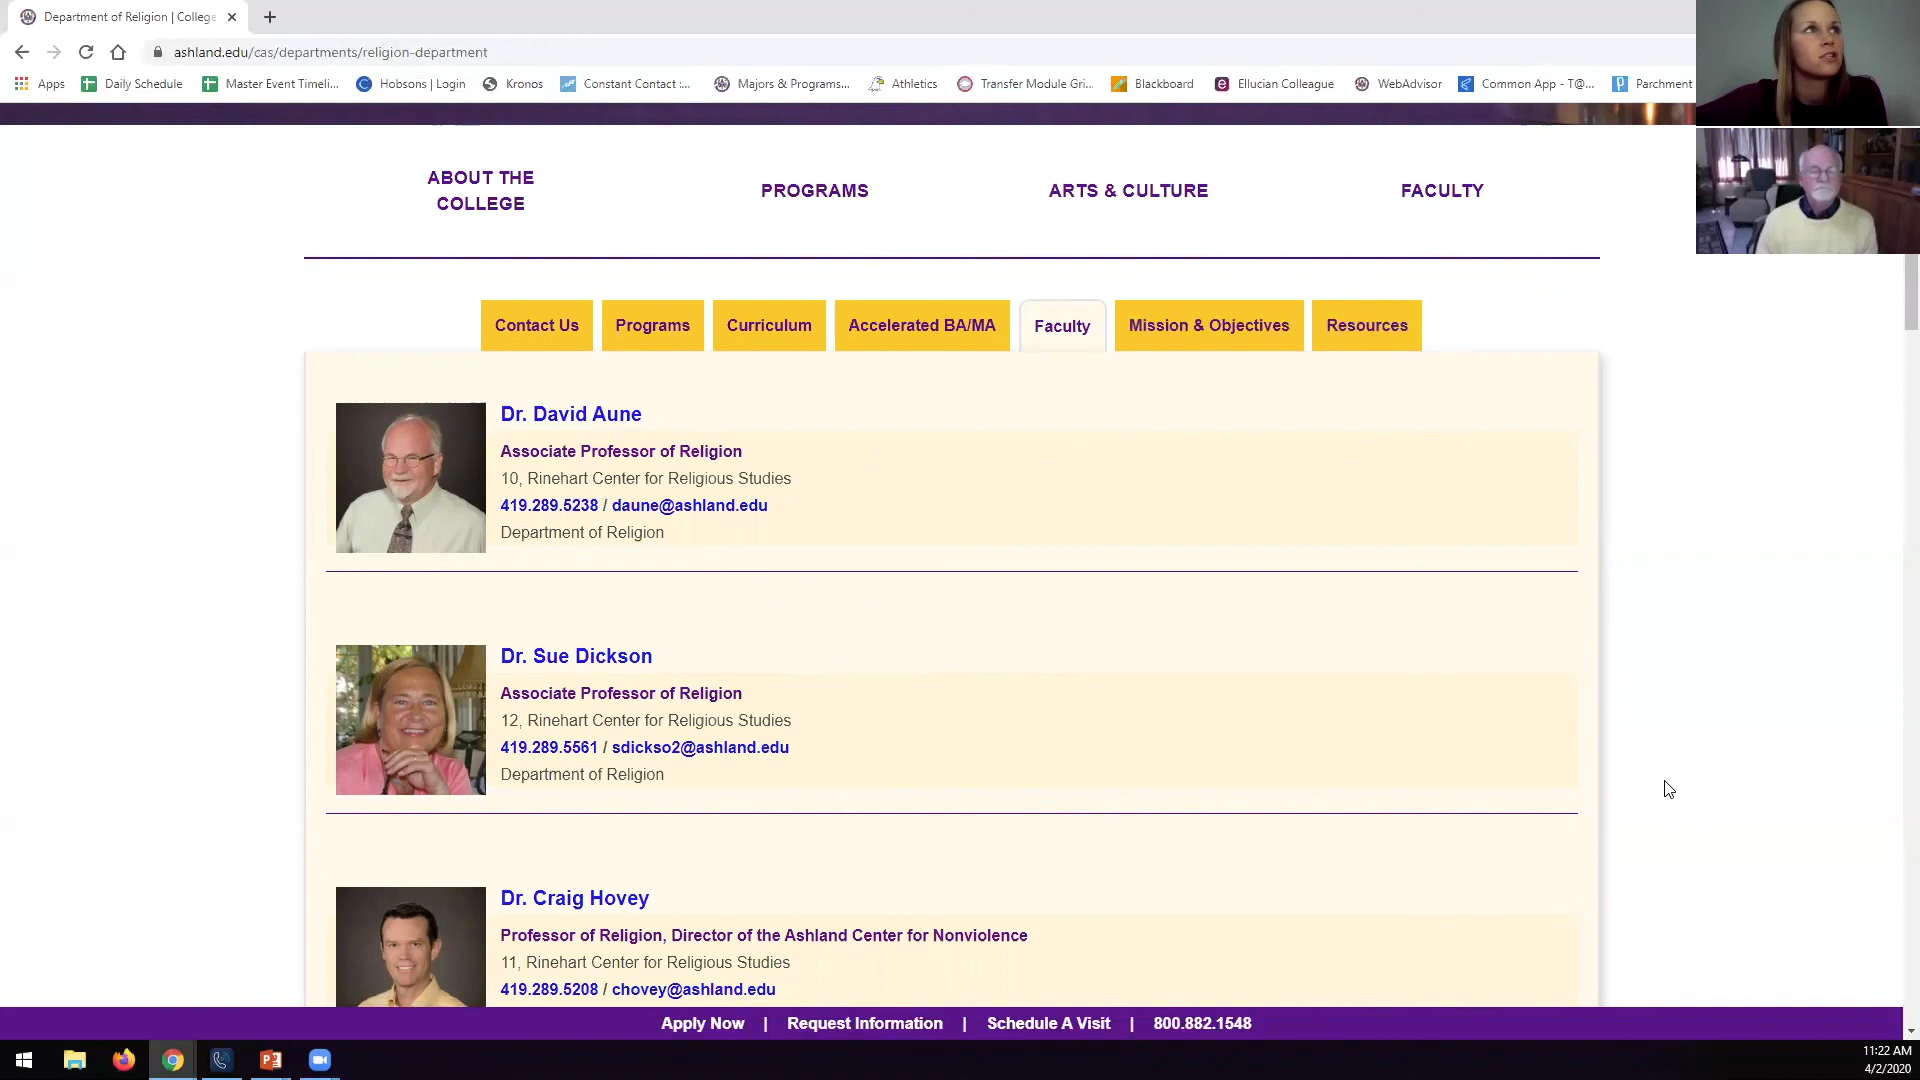 Department of Religion | College
ashland.edu/cas/departments/religion-department
Apps Daily Schedule Master Event Timeli... Hobsons | Login Kronos Constant Contact :... Majors & Programs... Athletics Transfer Module Gri... Blackboard Ellucian Colleague WebAdvisor Common App - T@... Parchment
ABOUT THE
COLLEGE
PROGRAMS
ARTS & CULTURE
FACULTY
Contact Us Programs Curriculum Accelerated BA/MA Faculty Mission & Objectives Resources
Dr. David Aune
Associate Professor of Religion
10, Rinehart Center for Religious Studies
419.289.5238 / daune@ashland.edu
Department of Religion
Dr. Sue Dickson
Associate Professor of Religion
12, Rinehart Center for Religious Studies
419.289.5561 / sdickso2@ashland.edu
Department of Religion
Dr. Craig Hovey
Professor of Religion, Director of the Ashland Center for Nonviolence
11, Rinehart Center for Religious Studies
419.289.5208 / chovey@ashland.edu
Apply Now | Request Information | Schedule A Visit | 800.882.1548
11:22 AM
4/2/2020